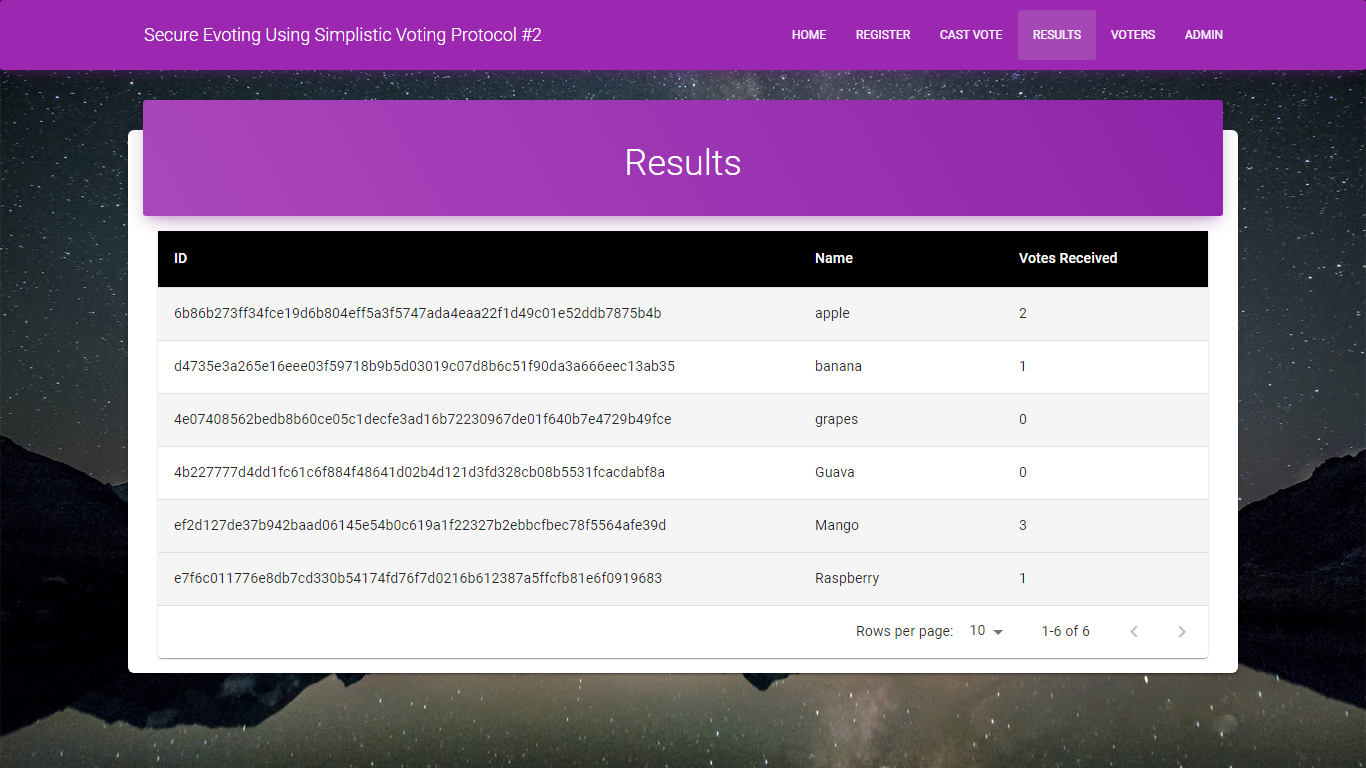 Secure Evoting Using Simplistic Voting Protocol #2 HOME REGISTER CAST VOTE RESULTS VOTERS ADMIN
Results
ID Name Votes Received
6b86b273ff34fce19d6b804eff5a3f5747ada4eaa22f1d49c01e52ddb7875b4b apple 2
d4735e3a265e16eee03f59718b9b5d03019c07d8b6c51f90da3a666eec13ab35 banana 1
4e07408562bedb8b60ce05c1decfe3ad16b72230967de01f640b7e4729b49fce grapes 0
4b227777d4dd1fc61c6f884f48641d02b4d121d3fd328cb08b5531fcacdabf8a Guava 0
ef2d127de37b942baad06145e54b0c619a1f22327b2ebbcfbec78f5564afe39d Mango 3
e7f6c011776e8db7cd330b54174fd76f7d0216b612387a5ffcfb81e6f0919683 Raspberry 1
Rows per page: 10 1-6 of 6